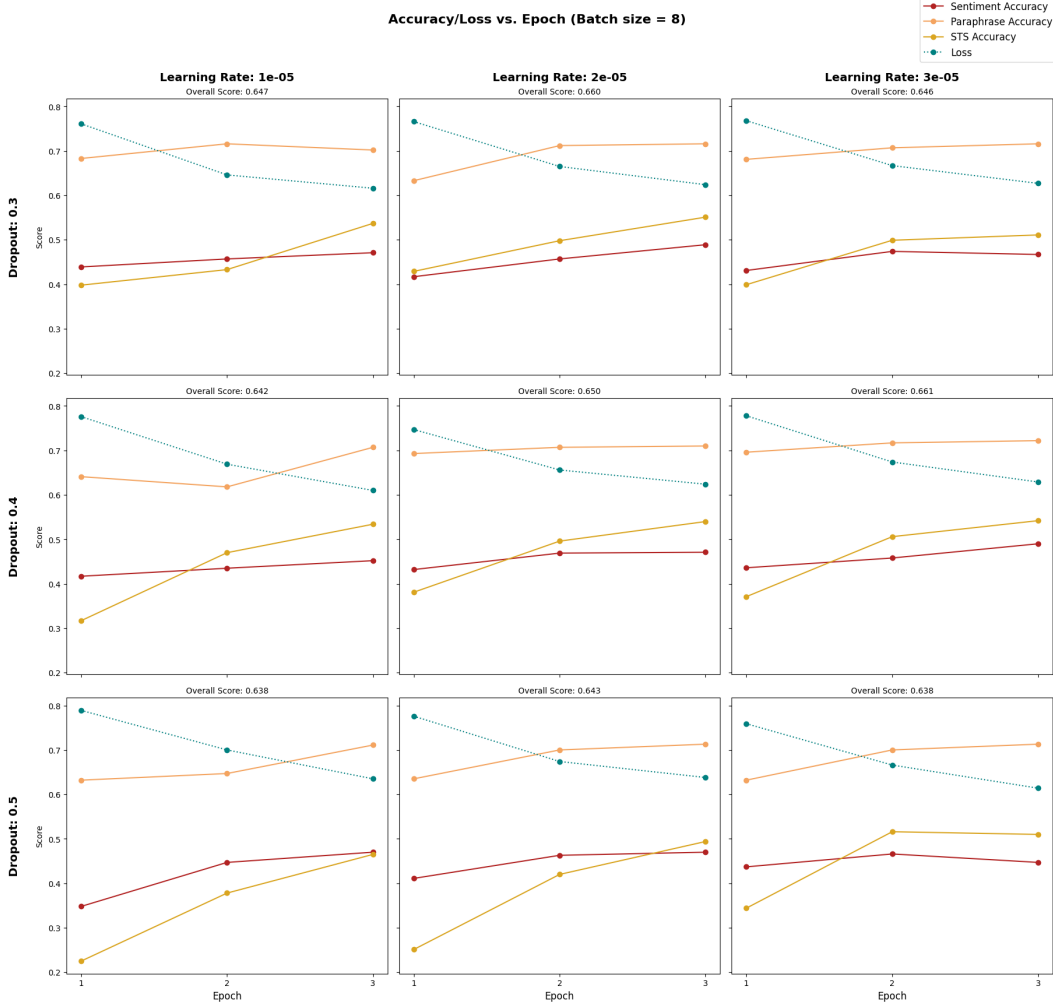 Accuracy/Loss vs. Epoch (Batch size = 8)
Sentiment Accuracy
Paraphrase Accuracy
STS Accuracy
Loss
Learning Rate: 1e-05
Learning Rate: 2e-05
Learning Rate: 3e-05
Overall Score: 0.647
Overall Score: 0.660
Overall Score: 0.646
Dropout: 0.3
Score
0.8
0.7
0.6
0.5
0.4
0.3
0.2
Overall Score: 0.642
Overall Score: 0.650
Overall Score: 0.661
Dropout: 0.4
Score
0.8
0.7
0.6
0.5
0.4
0.3
0.2
Overall Score: 0.638
Overall Score: 0.643
Overall Score: 0.638
Dropout: 0.5
Score
0.8
0.7
0.6
0.5
0.4
0.3
0.2
1 2 3
1 2 3
1 2 3
Epoch
Epoch
Epoch